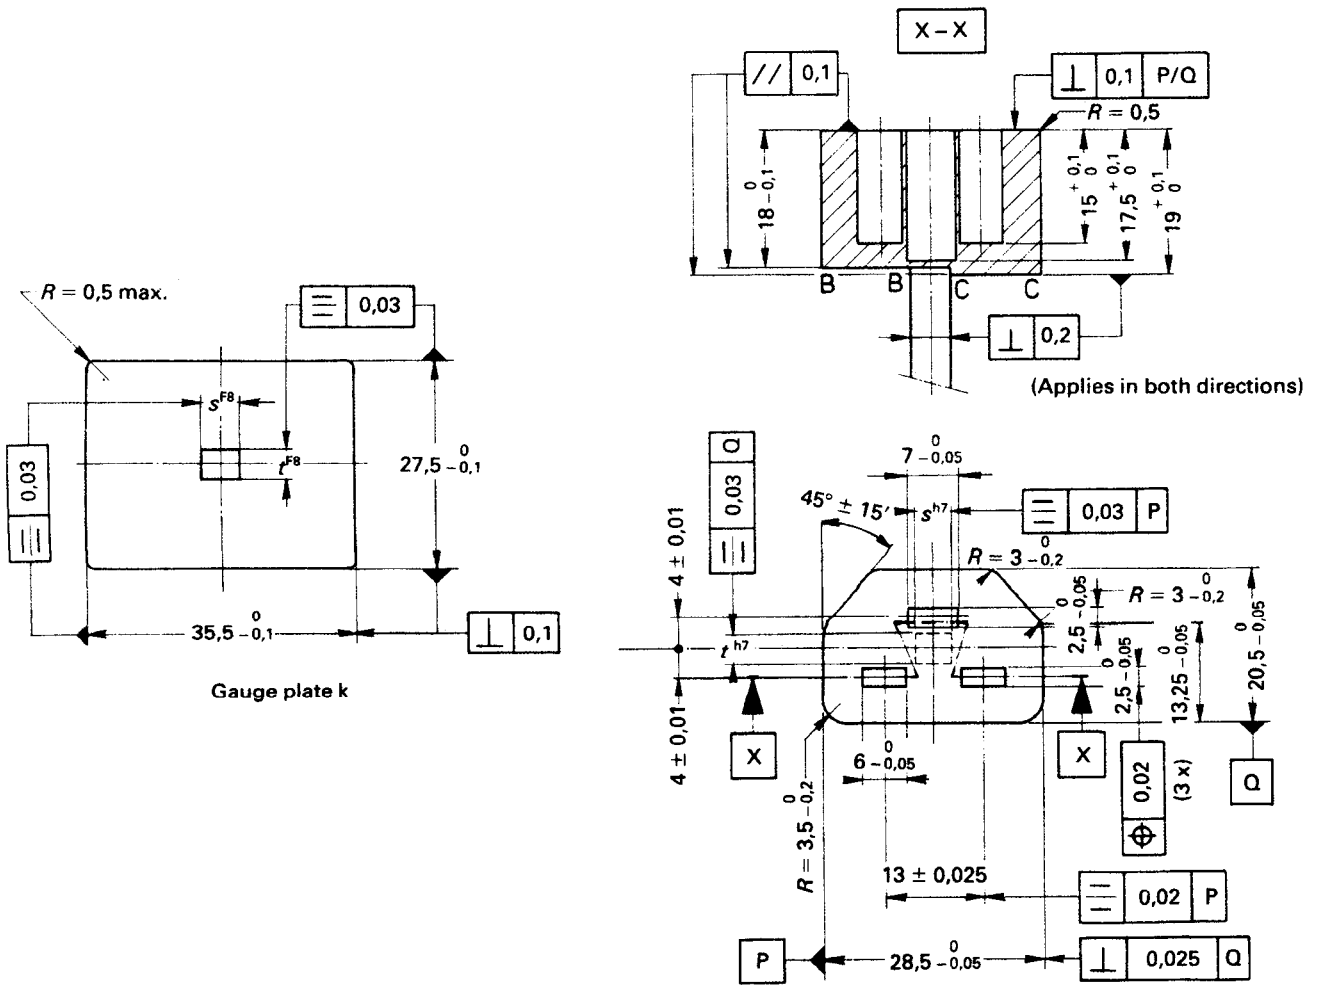 X – X
// 0,1
⊥ 0,1 P/Q
R = 0,5
18 0 -0,1
15 +0,1 0
17,5 +0,1 0
19 +0,1 0
B B C C
⊥ 0,2
(Applies in both directions)
R = 0,5 max.
0,03
s F8
t F8
0,03
27,5 0 -0,1
35,5 0 -0,1
⊥ 0,1
Gauge plate k
0,03 Q
7 0 -0,05
45° ± 15'
s h7
0,03 P
4 ± 0,01
R = 3 0 -0,2
R = 3 0 -0,2
2,5 0 -0,05
t h7
2,5 0 -0,05
13,25 0 -0,05
20,5 0 -0,05
4 ± 0,01
X
X
6 0 -0,05
⌖ 0,02
(3 x)
Q
R = 3,5 0 -0,2
13 ± 0,025
0,02 P
P
28,5 0 -0,05
⊥ 0,025 Q